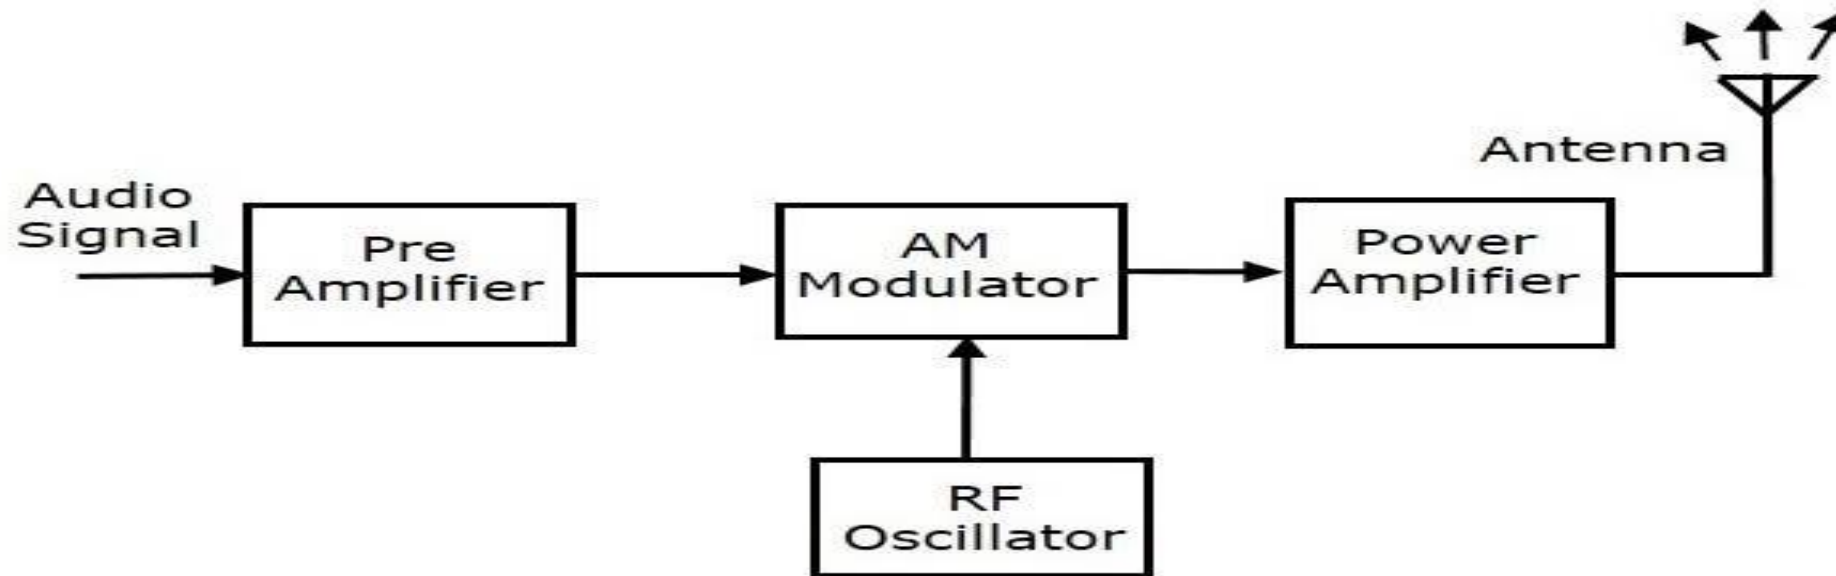 Audio
Signal
Pre
Amplifier
AM
Modulator
Power
Amplifier
Antenna
RF
Oscillator